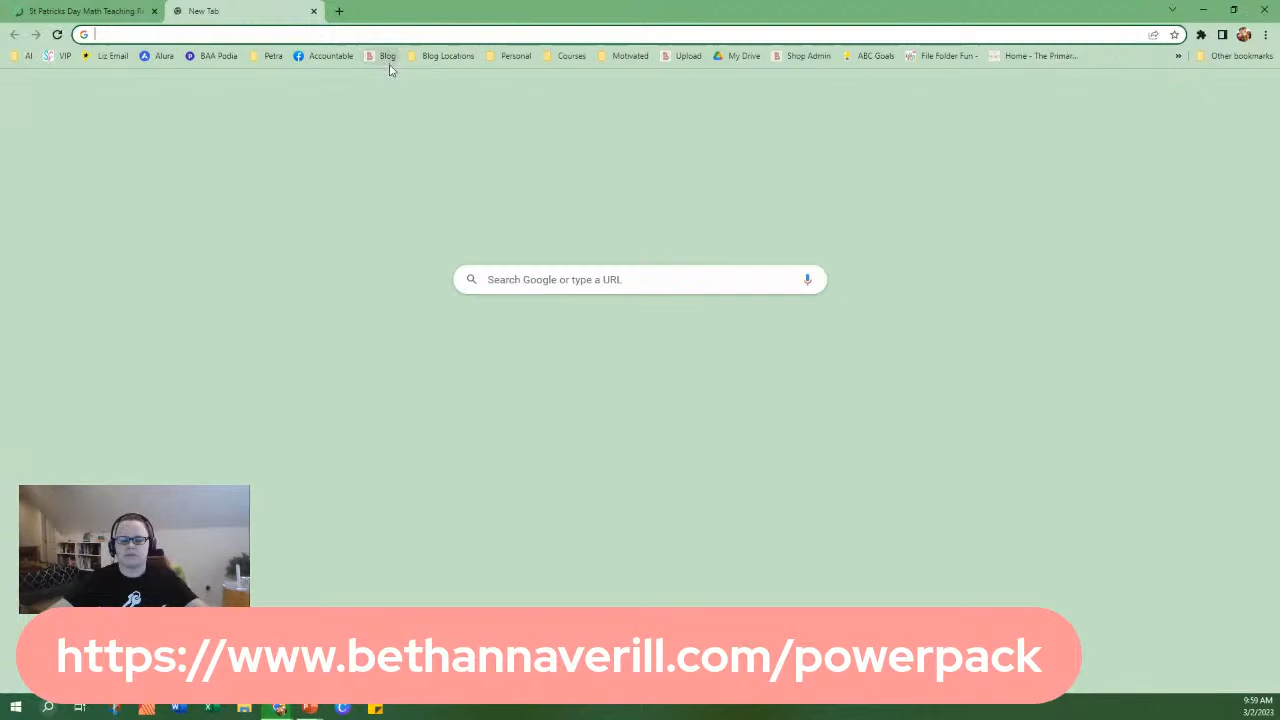 St Patricks Day Math Teaching Re
New Tab
AI
VIP
Liz Email
Alura
BAA Podia
Petra
Accountable
Blog
Blog Locations
Personal
Courses
Motivated
Upload
My Drive
Shop Admin
ABC Goals
File Folder Fun -
Home - The Primar...
»
Other bookmarks
Search Google or type a URL
https://www.bethannaverill.com/powerpack
9:59 AM
3/2/2023